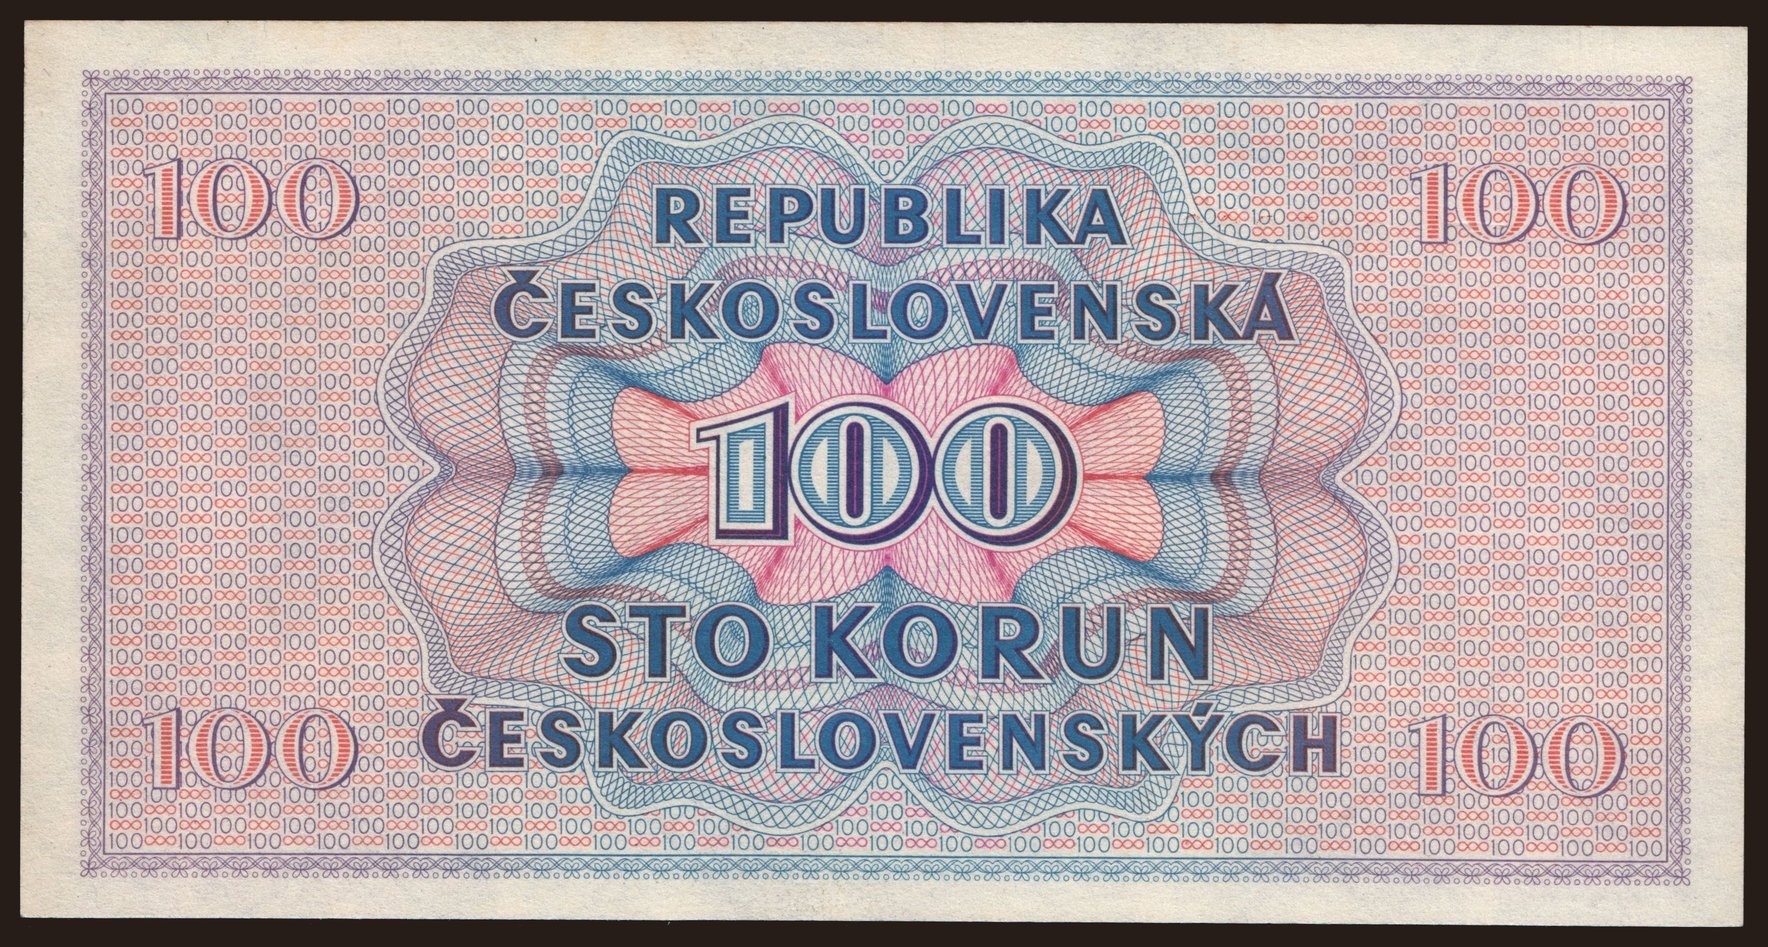 100 100
REPUBLIKA
ČESKOSLOVENSKÁ
100
STO KORUN
ČESKOSLOVENSKÝCH
100 100